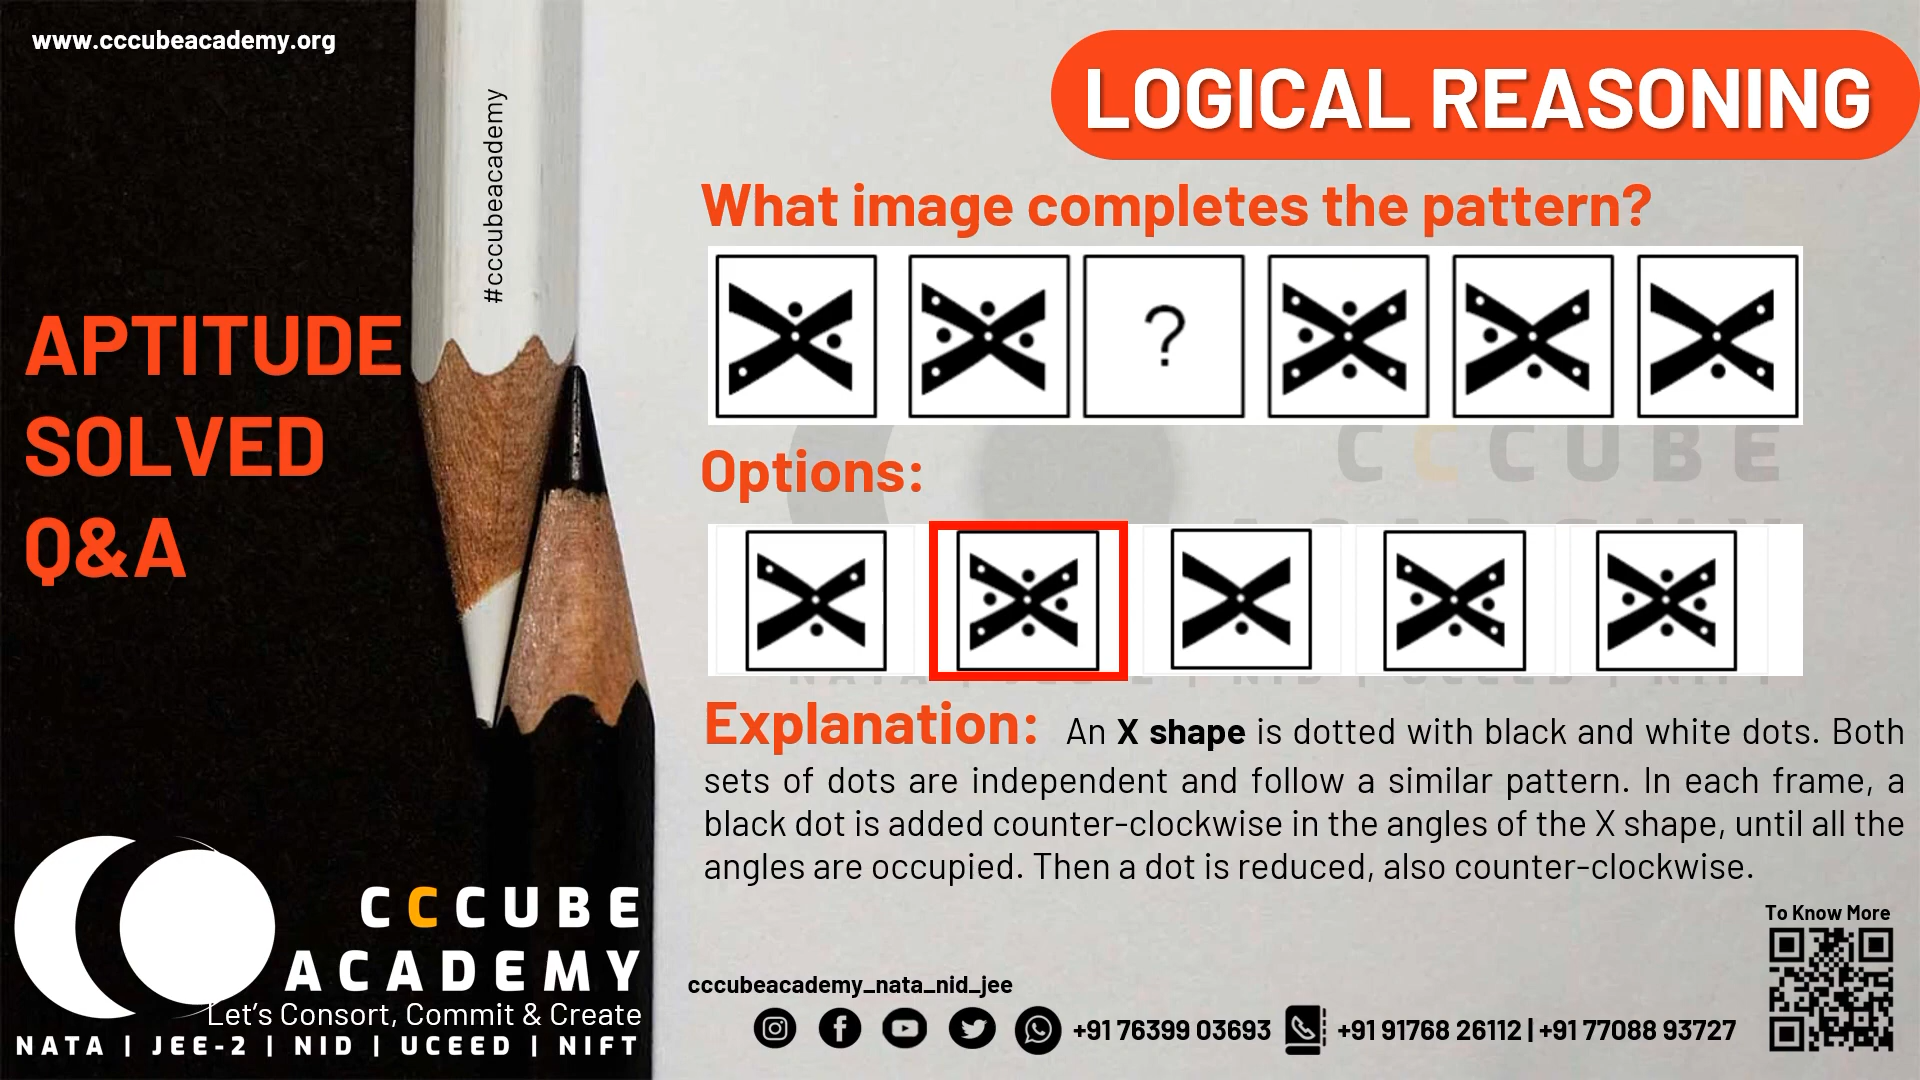 www.cccubeacademy.org
#cccubeacademy
LOGICAL REASONING
What image completes the pattern?
?
CCCUBE
Options:
APTITUDE
SOLVED
Q&A
Explanation: An X shape is dotted with black and white dots. Both
sets of dots are independent and follow a similar pattern. In each frame, a
black dot is added counter-clockwise in the angles of the X shape, until all the
angles are occupied. Then a dot is reduced, also counter-clockwise.
CCCUBE
ACADEMY
Let's Consort, Commit & Create
NATA | JEE-2 | NID | UCEED | NIFT
To Know More
cccubeacademy_nata_nid_jee
+91 76399 03693 +91 91768 26112 | +91 77088 93727